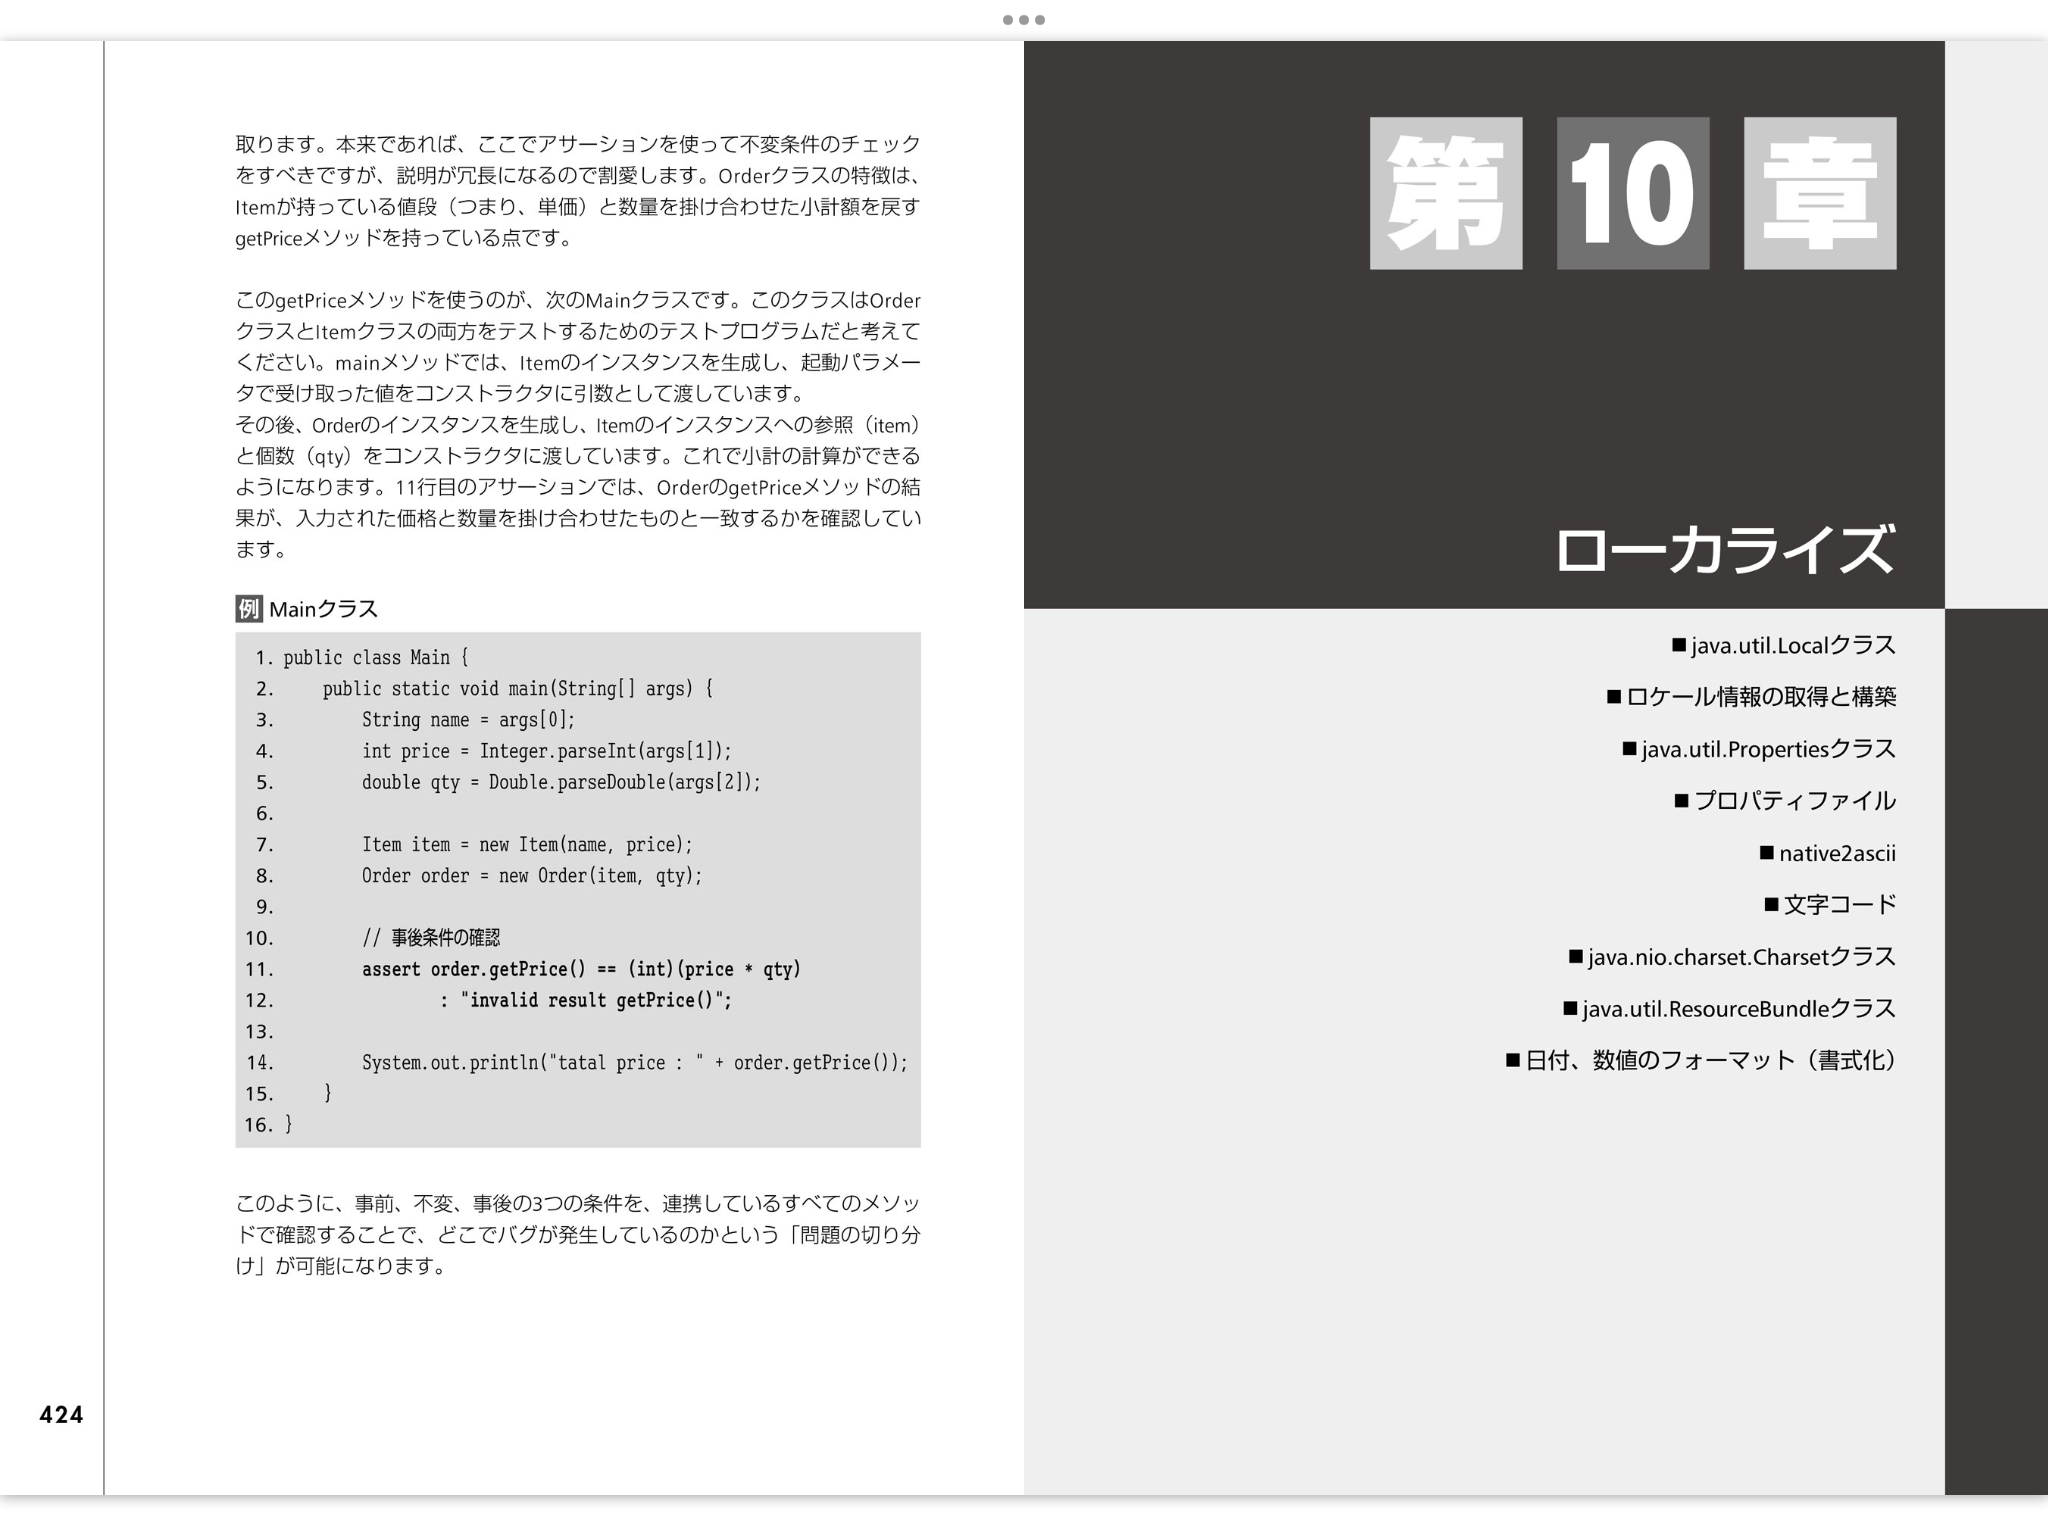 取ります。本来であれば、ここでアサーションを使って不変条件のチェック
をすべきですが、説明が冗長になるので割愛します。Orderクラスの特徴は、
Itemが持っている値段（つまり、単価）と数量を掛け合わせた小計額を戻す
getPriceメソッドを持っている点です。
このgetPriceメソッドを使うのが、次のMainクラスです。このクラスはOrder
クラスとItemクラスの両方をテストするためのテストプログラムだと考えて
ください。mainメソッドでは、Itemのインスタンスを生成し、起動パラメー
タで受け取った値をコンストラクタに引数として渡しています。
その後、Orderのインスタンスを生成し、Itemのインスタンスへの参照（item）
と個数（qty）をコンストラクタに渡しています。これで小計の計算ができる
ようになります。11行目のアサーションでは、OrderのgetPriceメソッドの結
果が、入力された価格と数量を掛け合わせたものと一致するかを確認してい
ます。
例 Mainクラス
1. public class Main {
2.     public static void main(String[] args) {
3.         String name = args[0];
4.         int price = Integer.parseInt(args[1]);
5.         double qty = Double.parseDouble(args[2]);
6.
7.         Item item = new Item(name, price);
8.         Order order = new Order(item, qty);
9.
10.         // 事後条件の確認
11.         assert order.getPrice() == (int)(price * qty)
12.                 : "invalid result getPrice()";
13.
14.         System.out.println("tatal price : " + order.getPrice());
15.     }
16. }
このように、事前、不変、事後の3つの条件を、連携しているすべてのメソッ
ドで確認することで、どこでバグが発生しているのかという「問題の切り分
け」が可能になります。
424
第10章
ローカライズ
■ java.util.Localクラス
■ ロケール情報の取得と構築
■ java.util.Propertiesクラス
■ プロパティファイル
■ native2ascii
■ 文字コード
■ java.nio.charset.Charsetクラス
■ java.util.ResourceBundleクラス
■ 日付、数値のフォーマット（書式化）